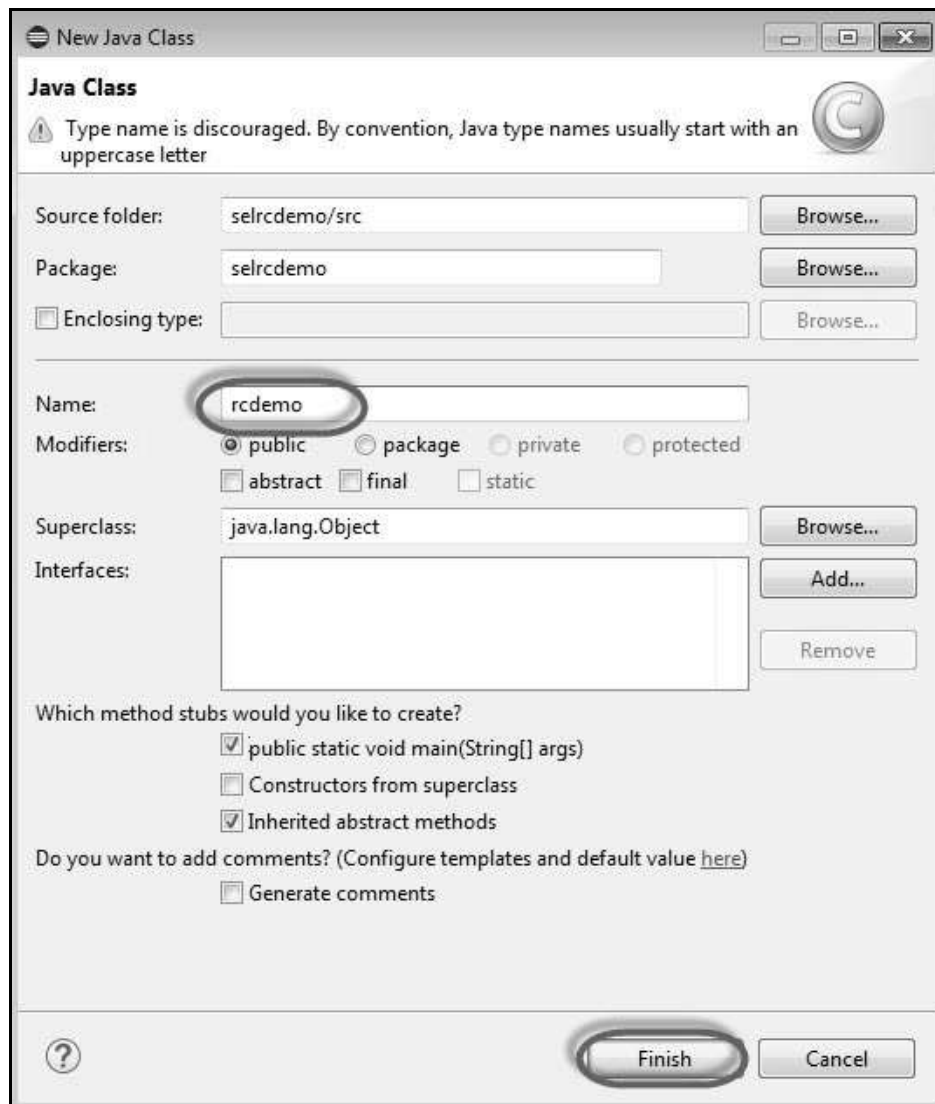 New Java Class
Java Class
Type name is discouraged. By convention, Java type names usually start with an
uppercase letter
Source folder: selrcdemo/src Browse...
Package: selrcdemo Browse...
Enclosing type: Browse...
Name: rcdemo
Modifiers: public package private protected
abstract final static
Superclass: java.lang.Object Browse...
Interfaces: Add...
Remove
Which method stubs would you like to create?
public static void main(String[] args)
Constructors from superclass
Inherited abstract methods
Do you want to add comments? (Configure templates and default value here)
Generate comments
? Finish Cancel